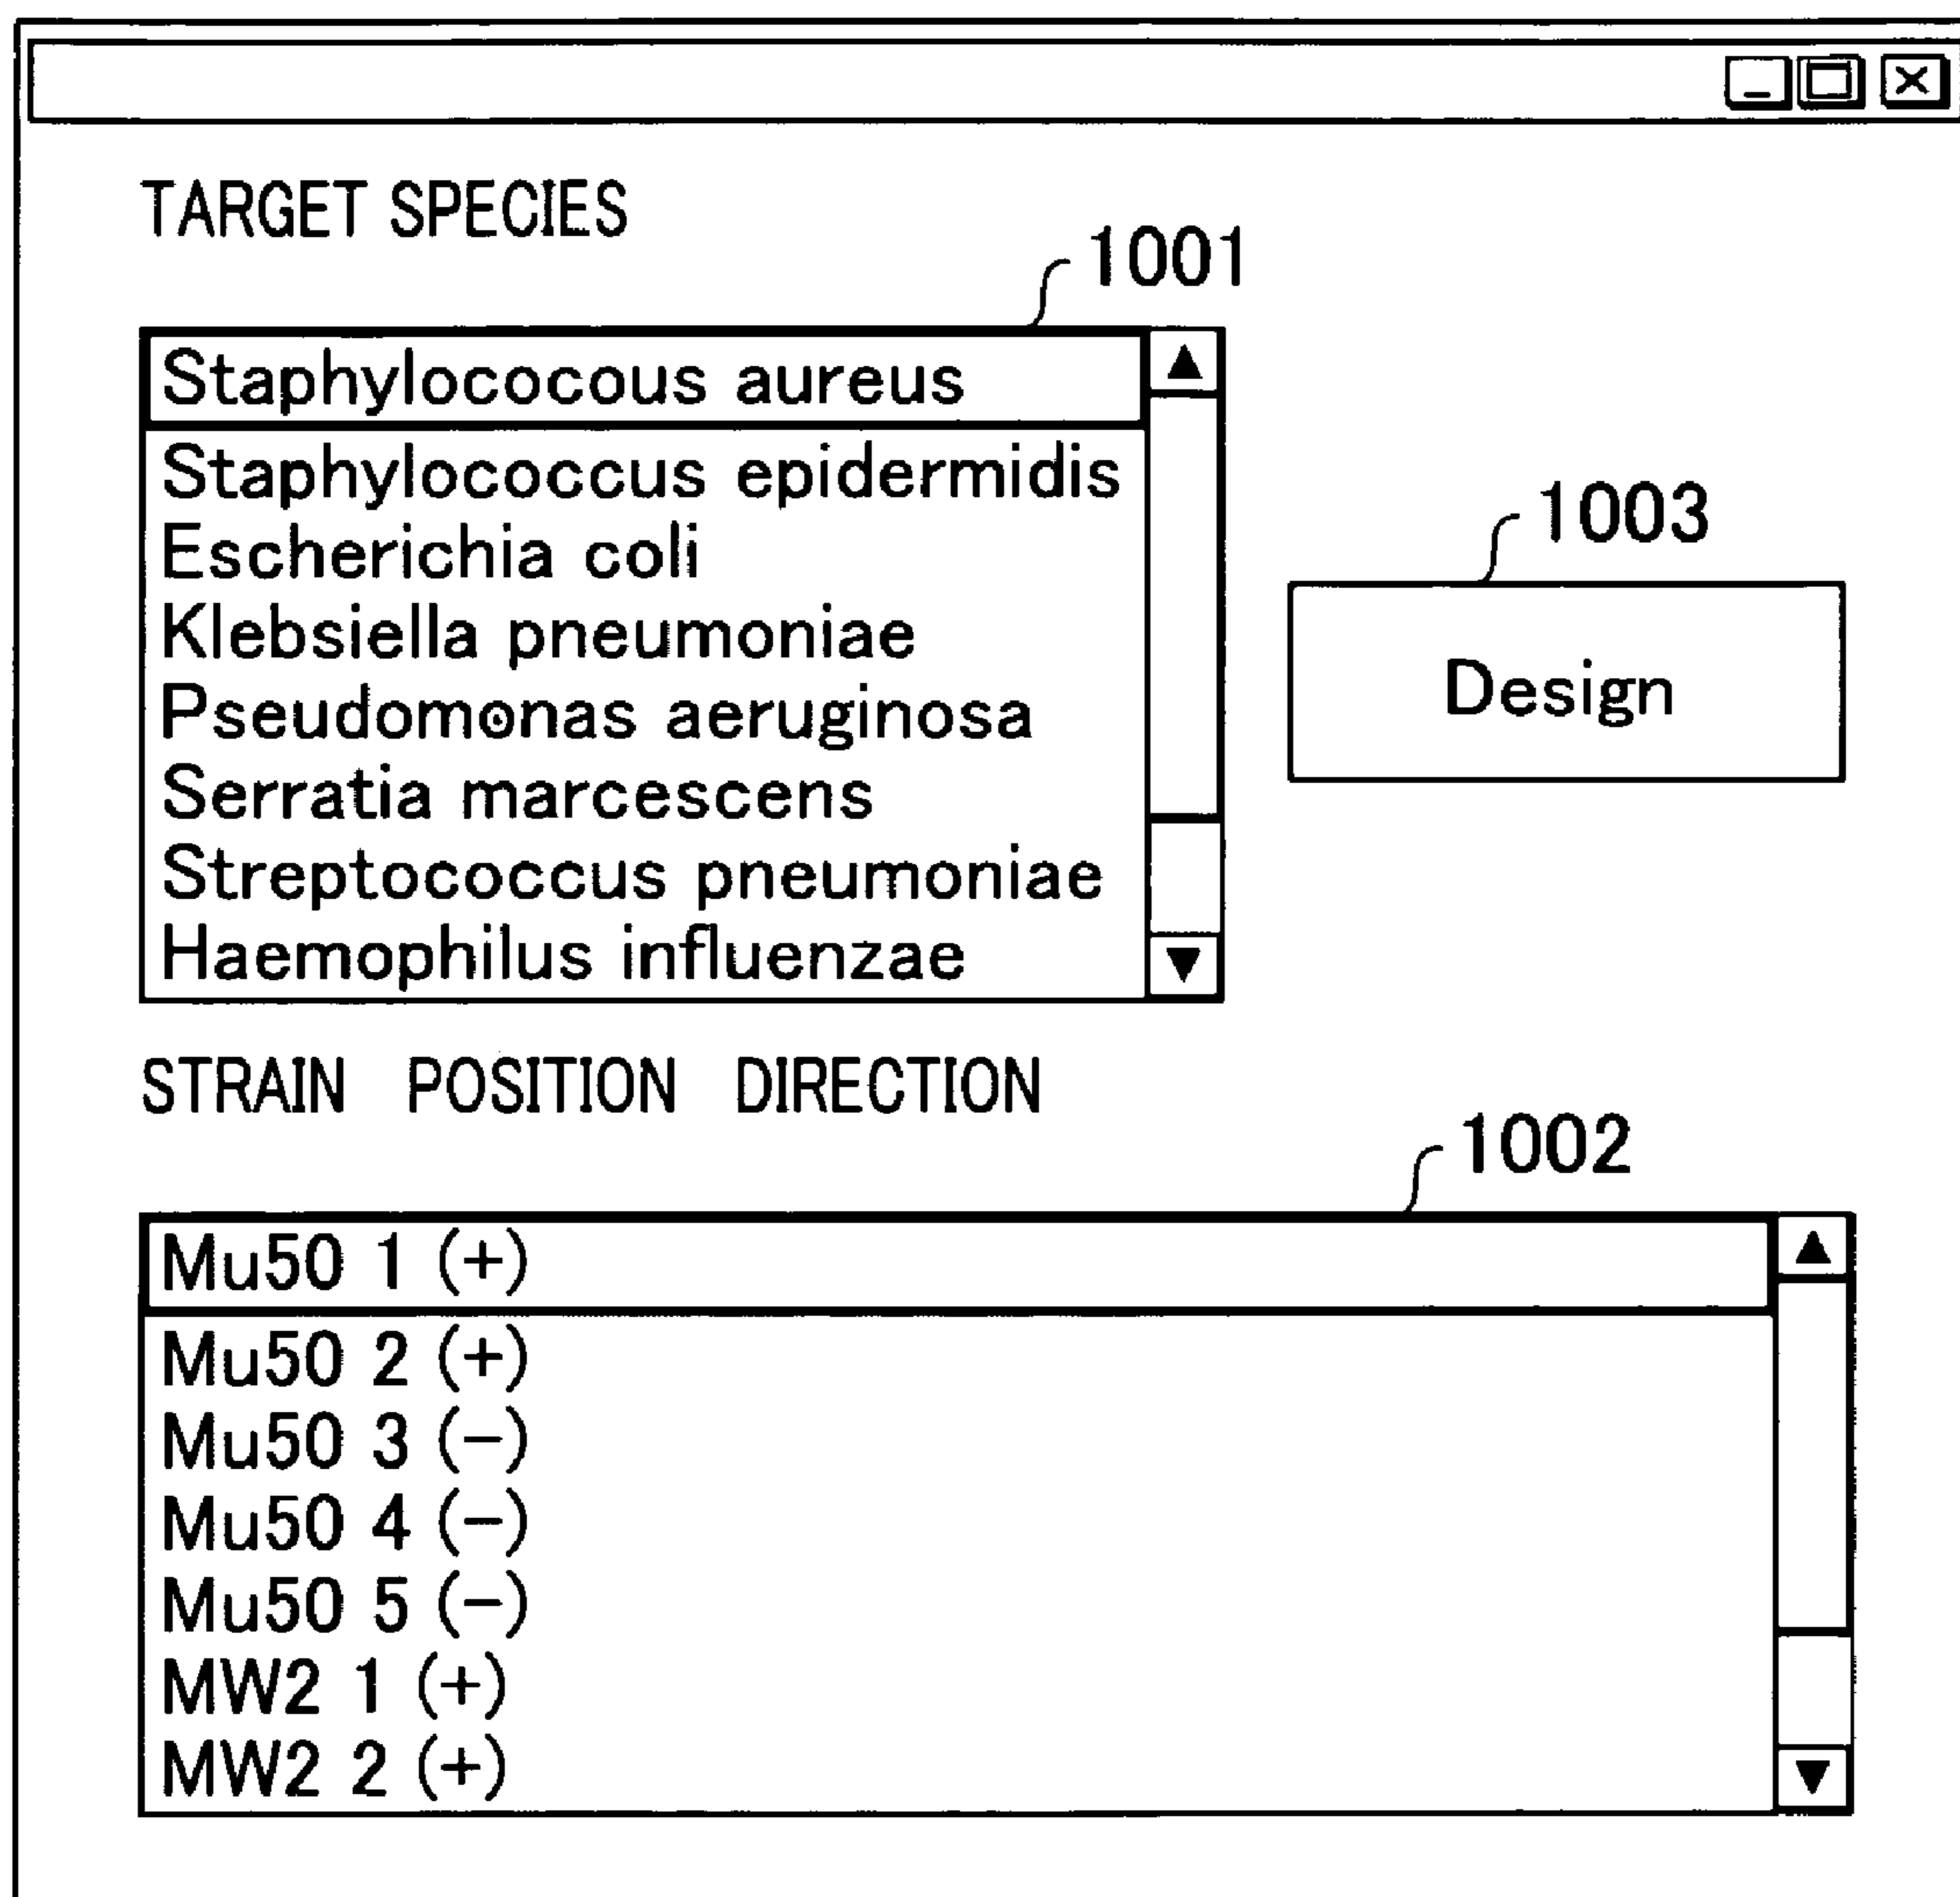 TARGET SPECIES
1001
Staphylococous aureus
Staphylococcus epidermidis
Escherichia coli
Klebsiella pneumoniae
Pseudomonas aeruginosa
Serratia marcescens
Streptococcus pneumoniae
Haemophilus influenzae
1003
Design
STRAIN POSITION DIRECTION
1002
Mu50 1 (+)
Mu50 2 (+)
Mu50 3 (-)
Mu50 4 (-)
Mu50 5 (-)
MW2 1 (+)
MW2 2 (+)